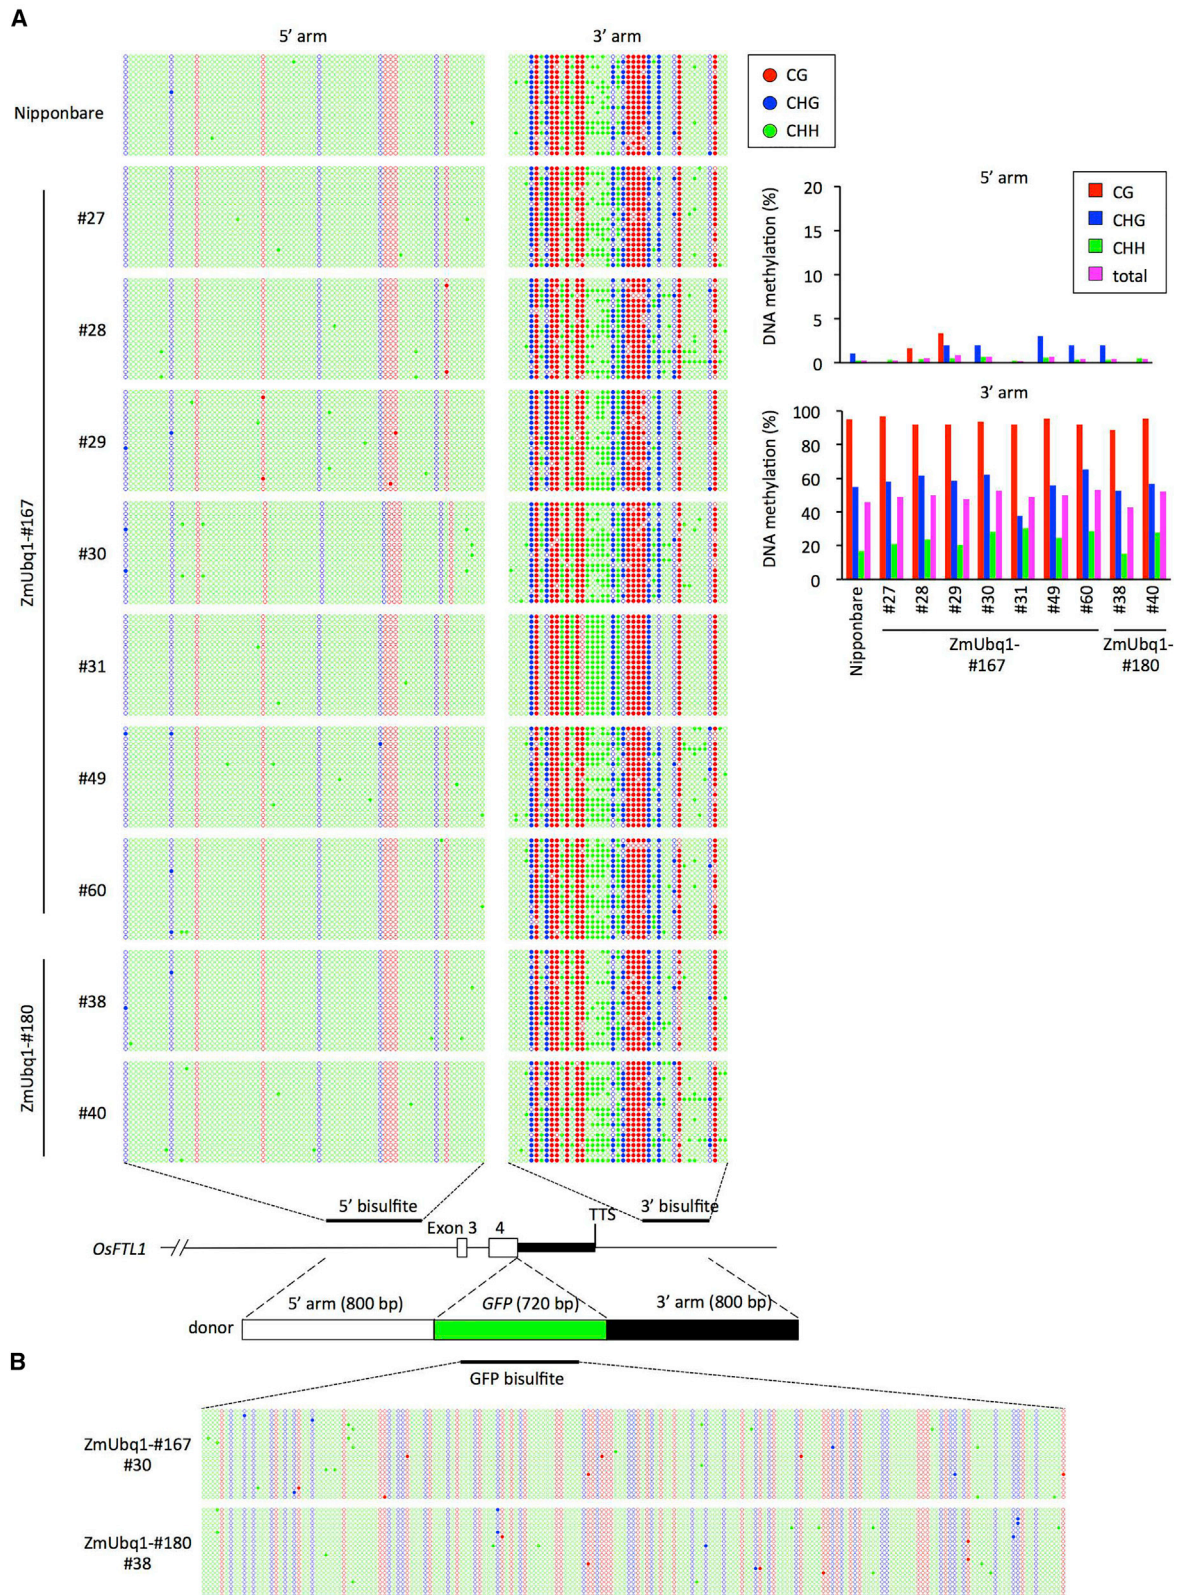 A
5’ arm
3’ arm
CG
CHG
CHH
Nipponbare
#27
#28
#29
#30
#31
#49
#60
#38
#40
ZmUbq1-#167
ZmUbq1-#180
5’ arm
DNA methylation (%)
20
15
10
5
0
CG
CHG
CHH
total
3’ arm
DNA methylation (%)
100
80
60
40
20
0
Nipponbare
#27
#28
#29
#30
#31
#49
#60
#38
#40
ZmUbq1-
#167
ZmUbq1-
#180
5’ bisulfite
3’ bisulfite
Exon 3
4
TTS
OsFTL1
5’ arm (800 bp)
GFP (720 bp)
3’ arm (800 bp)
donor
B
GFP bisulfite
ZmUbq1-#167
#30
ZmUbq1-#180
#38